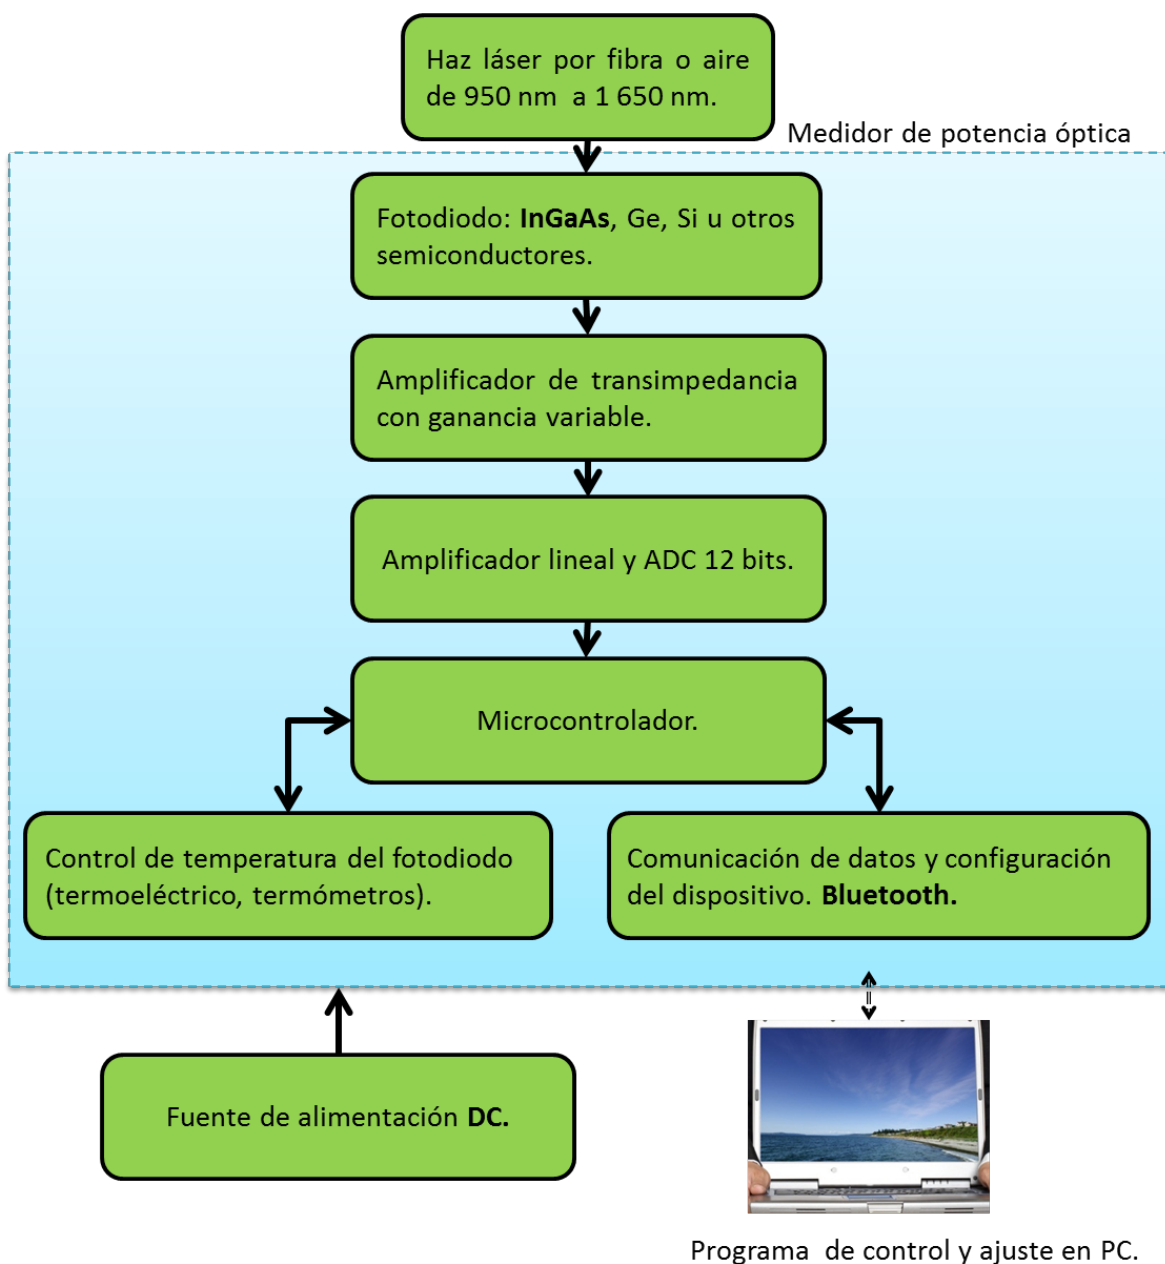 Haz láser por fibra o aire
de 950 nm a 1 650 nm.
Medidor de potencia óptica
Fotodiodo: InGaAs, Ge, Si u otros
semiconductores.
Amplificador de transimpedancia
con ganancia variable.
Amplificador lineal y ADC 12 bits.
Microcontrolador.
Control de temperatura del fotodiodo
(termoeléctrico, termómetros).
Comunicación de datos y configuración
del dispositivo. Bluetooth.
Fuente de alimentación DC.
Programa de control y ajuste en PC.